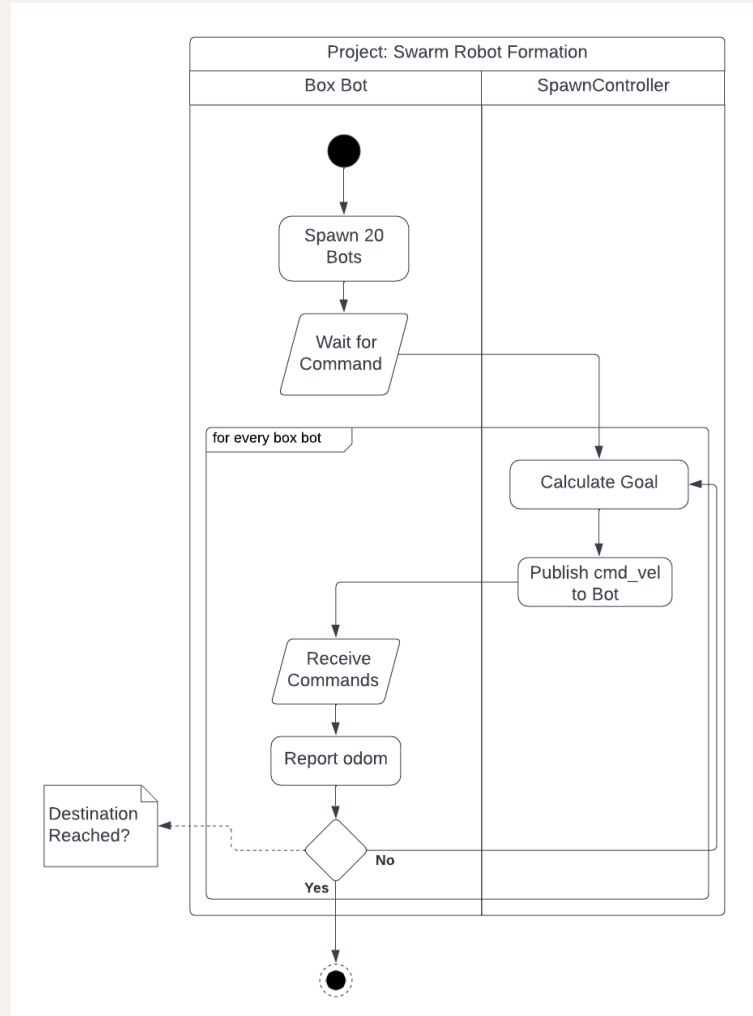 Project: Swarm Robot Formation
Box Bot
SpawnController
Spawn 20
Bots
Wait for
Command
for every box bot
Calculate Goal
Publish cmd_vel
to Bot
Receive
Commands
Report odom
Destination
Reached?
No
Yes